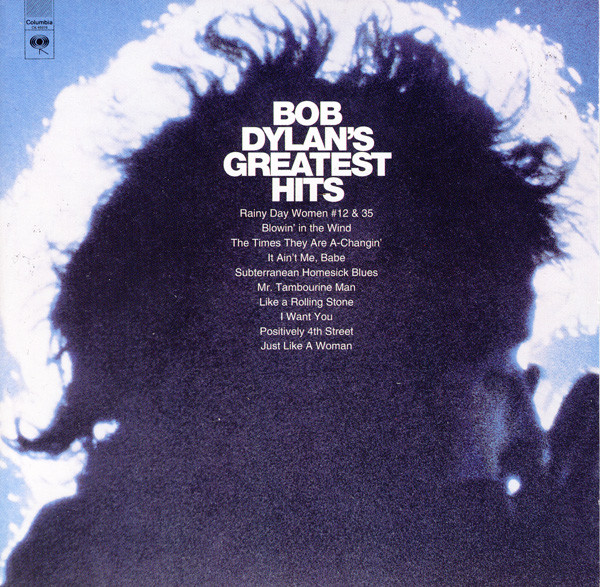 Columbia
BOB
DYLAN'S
GREATEST
HITS
Rainy Day Women #12 & 35
Blowin' in the Wind
The Times They Are A-Changin'
It Ain't Me, Babe
Subterranean Homesick Blues
Mr. Tambourine Man
Like a Rolling Stone
I Want You
Positively 4th Street
Just Like A Woman